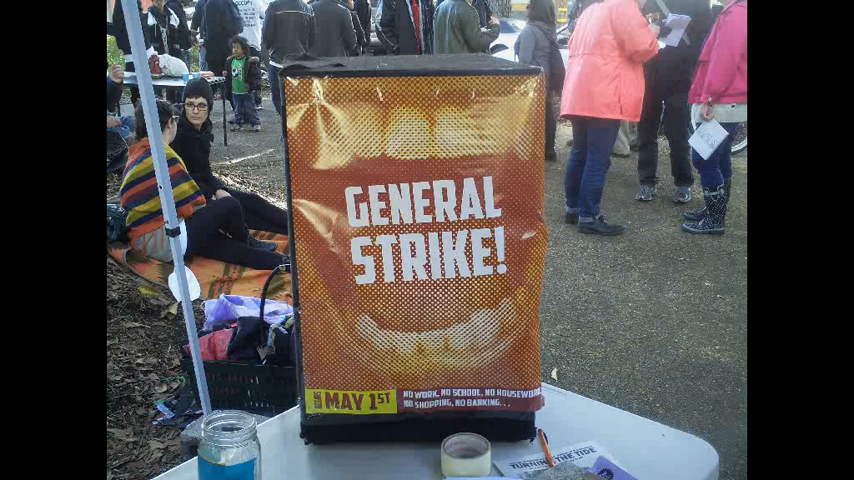 GENERAL
STRIKE!
MAY 1ST
NO WORK, NO SCHOOL, NO HOUSEWORK,
NO SHOPPING, NO BANKING...
TURNING THE TIDE